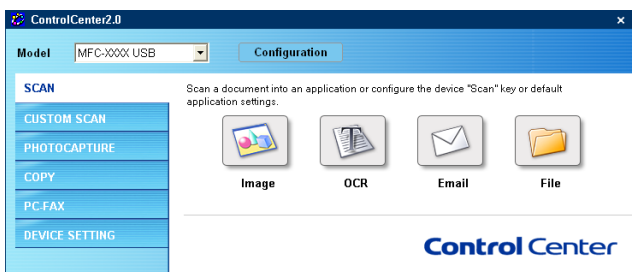 ControlCenter2.0
Model MFC-XXXX USB Configuration
SCAN
Scan a document into an application or configure the device "Scan" key or default
application settings.
CUSTOM SCAN
PHOTOCAPTURE
COPY
PC-FAX
DEVICE SETTING
Image OCR Email File
Control Center